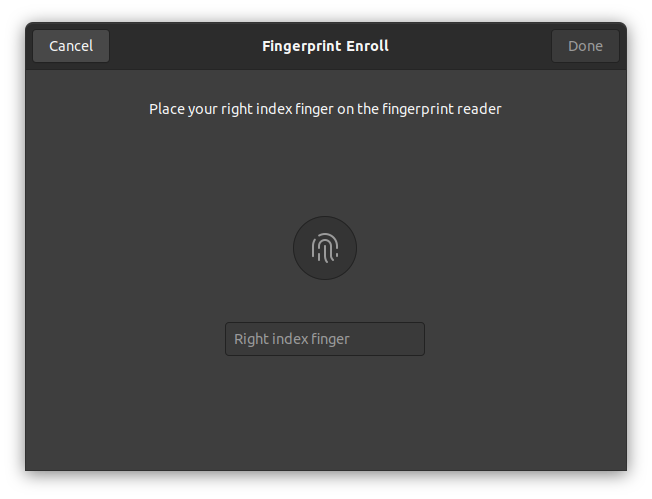 Cancel
Fingerprint Enroll
Done
Place your right index finger on the fingerprint reader
Right index finger